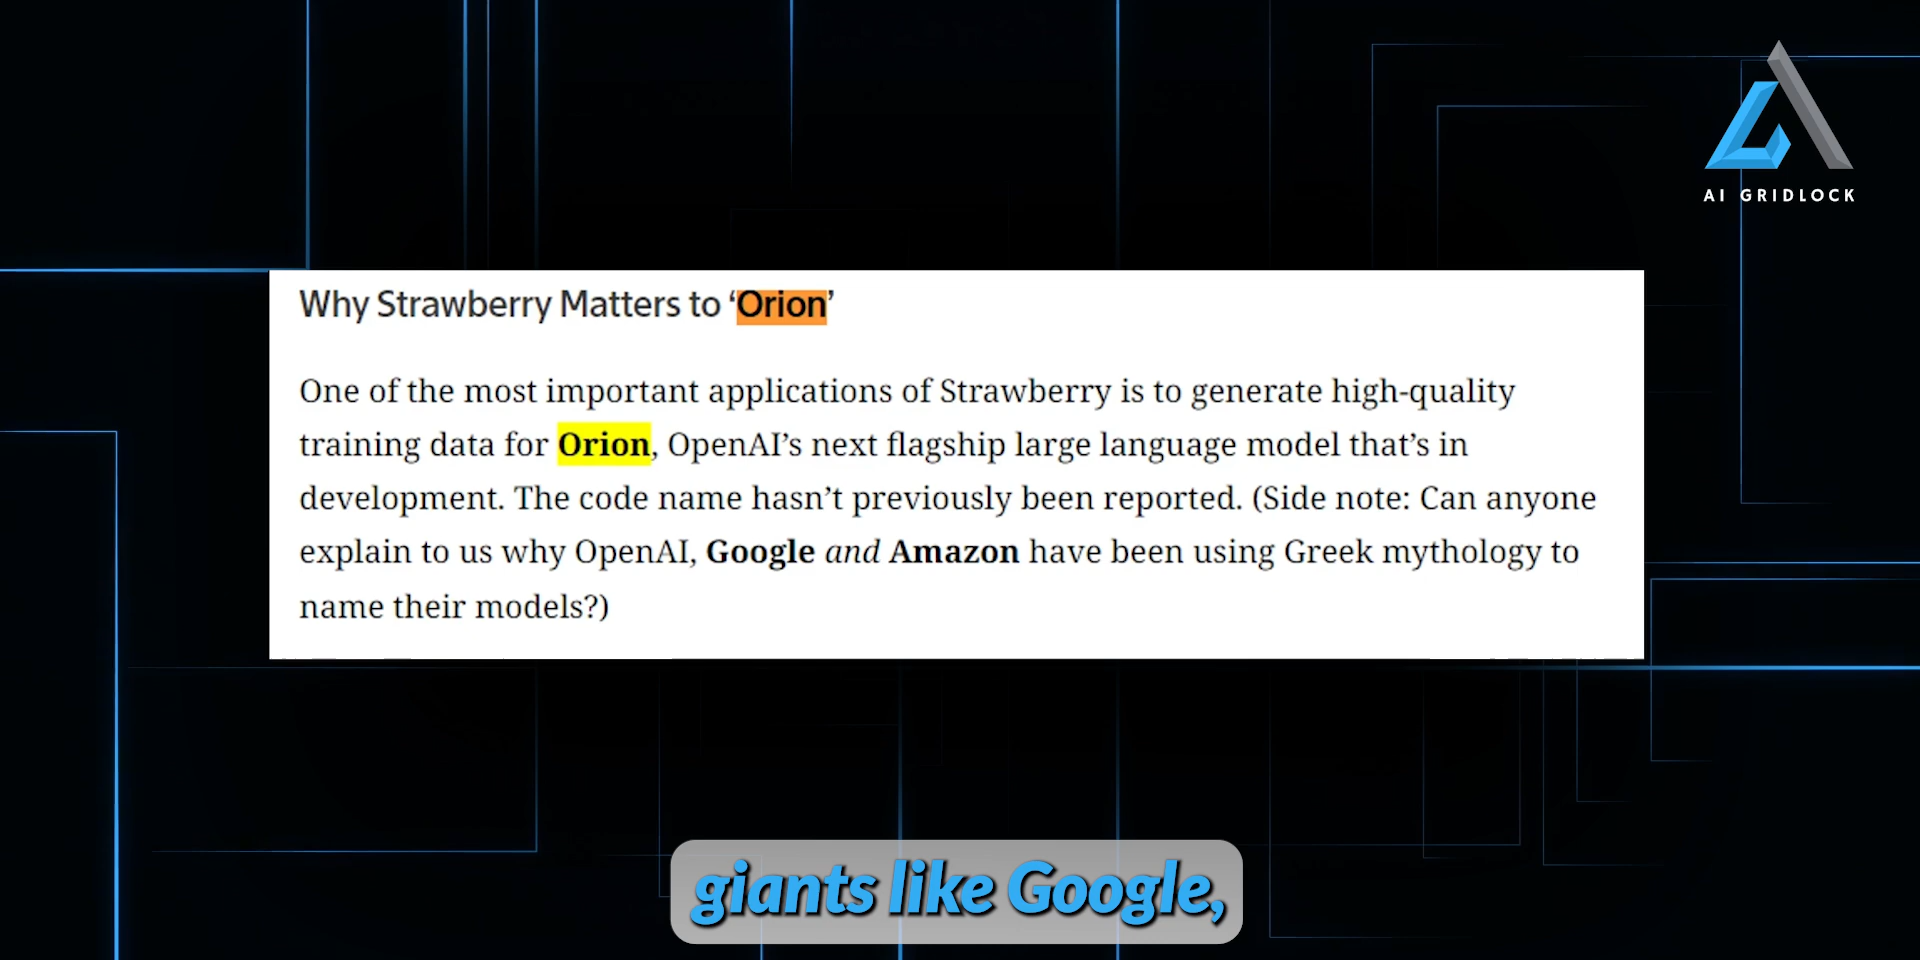 AI GRIDLOCK
Why Strawberry Matters to ‘Orion’
One of the most important applications of Strawberry is to generate high-quality
training data for Orion, OpenAI’s next flagship large language model that’s in
development. The code name hasn’t previously been reported. (Side note: Can anyone
explain to us why OpenAI, Google and Amazon have been using Greek mythology to
name their models?)
giants like Google,